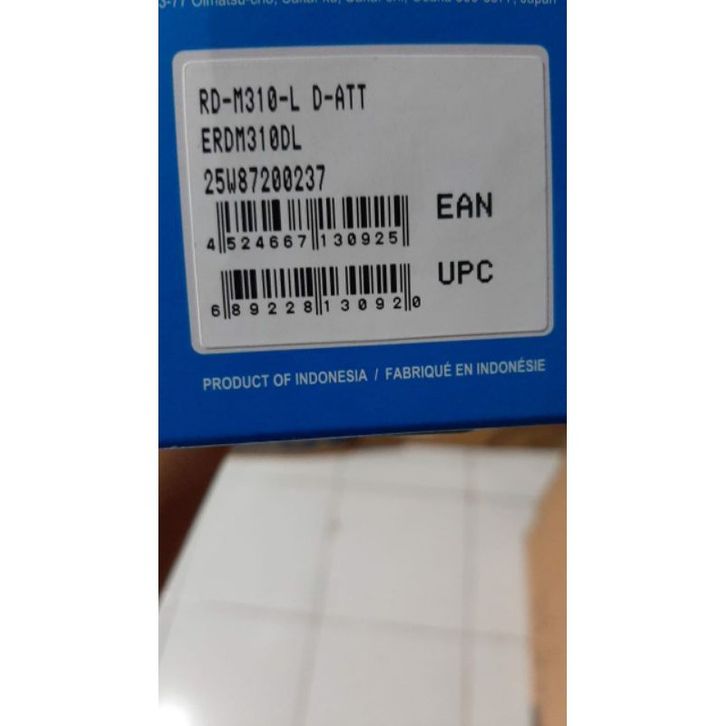 RD-M310-L D-ATT
ERDM310DL
25W87200237
4 524667 130925
EAN
6 89228 13092 0
UPC
PRODUCT OF INDONESIA / FABRIQUÉ EN INDONÉSIE